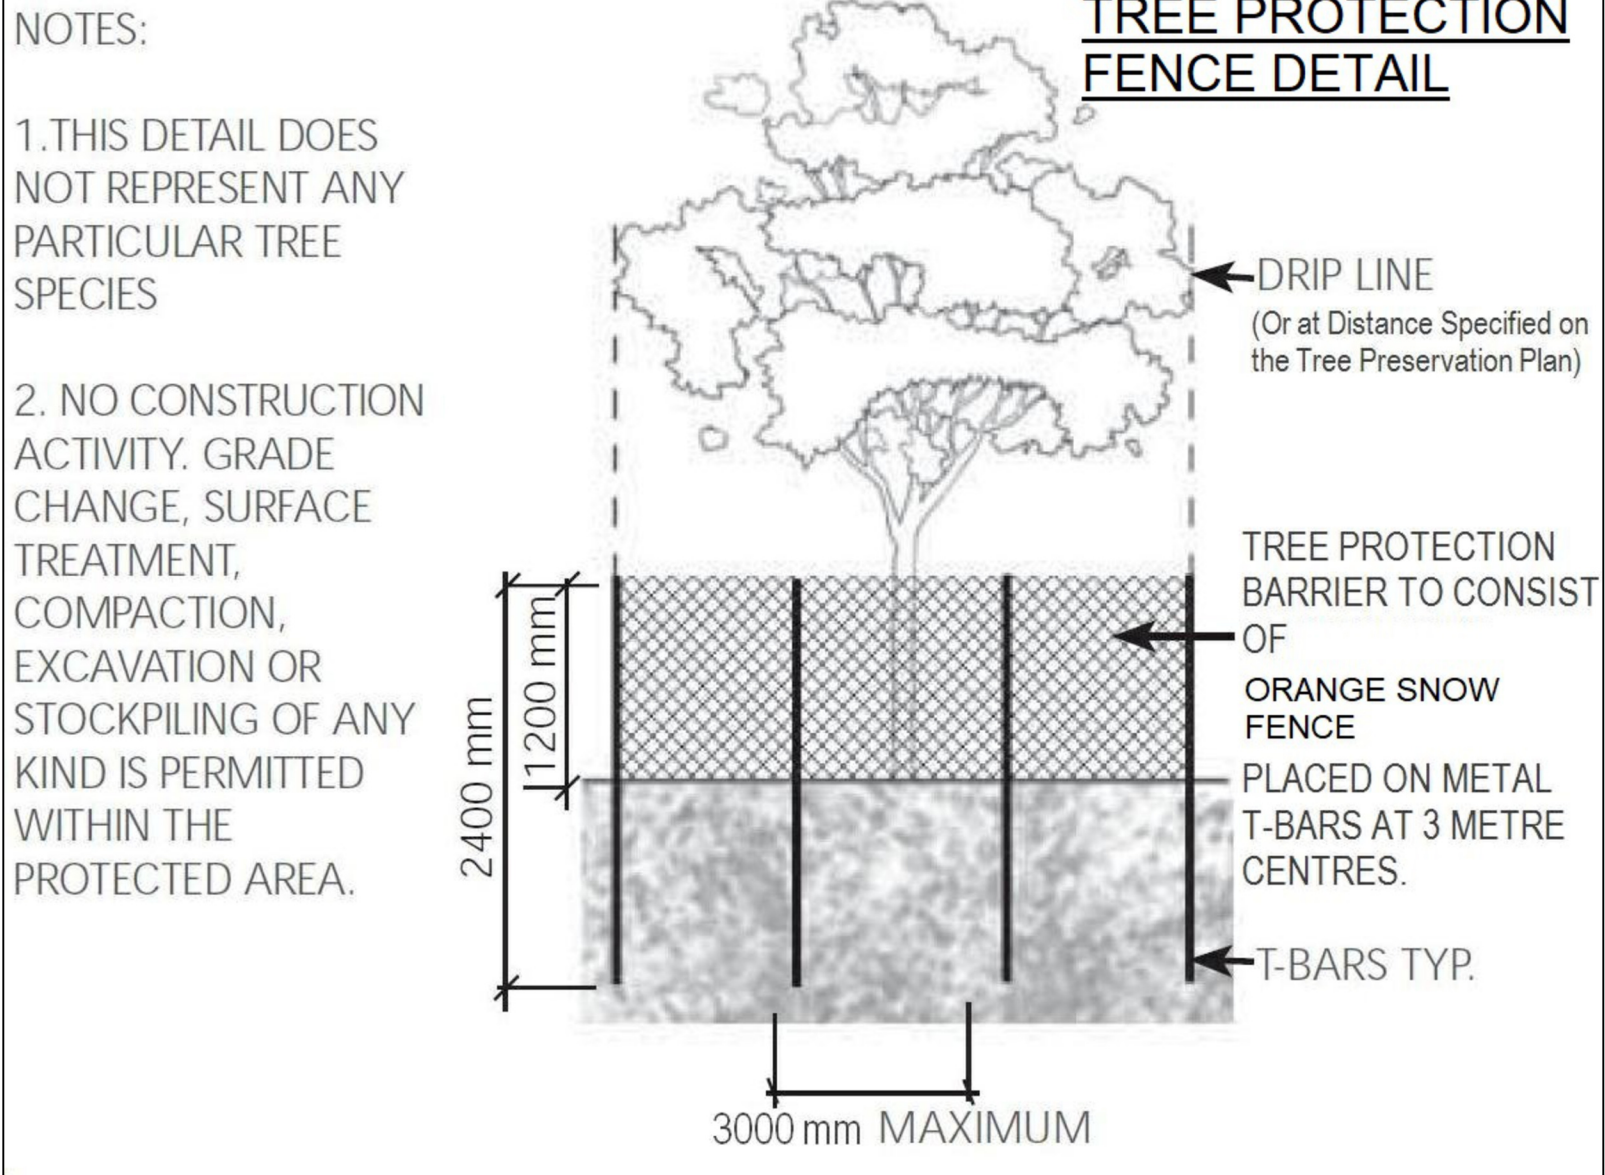 NOTES:
1.THIS DETAIL DOES
NOT REPRESENT ANY
PARTICULAR TREE
SPECIES
2. NO CONSTRUCTION
ACTIVITY. GRADE
CHANGE, SURFACE
TREATMENT,
COMPACTION,
EXCAVATION OR
STOCKPILING OF ANY
KIND IS PERMITTED
WITHIN THE
PROTECTED AREA.
TREE PROTECTION
FENCE DETAIL
DRIP LINE
(Or at Distance Specified on
the Tree Preservation Plan)
TREE PROTECTION
BARRIER TO CONSIST
OF
ORANGE SNOW
FENCE
PLACED ON METAL
T-BARS AT 3 METRE
CENTRES.
T-BARS TYP.
2400 mm
1200 mm
3000 mm MAXIMUM